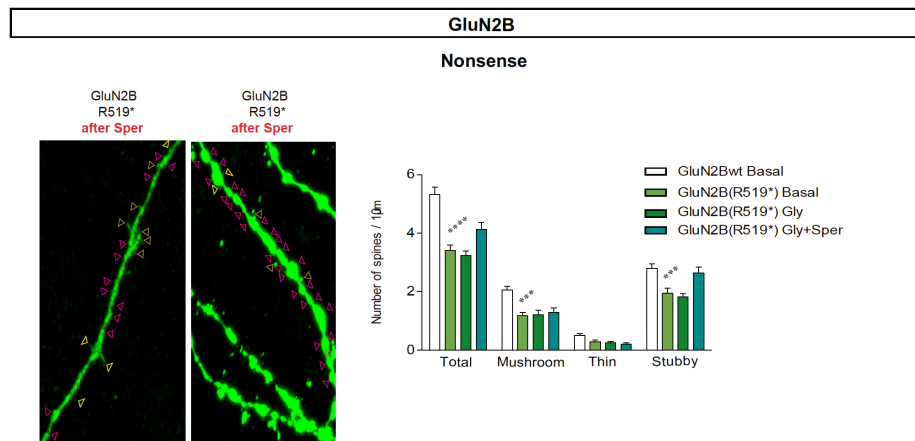 GluN2B
Nonsense
GluN2B
R519*
after Sper
GluN2B
R519*
after Sper
Number of spines / 10μm
6
4
2
0
****
***
***
Total
Mushroom
Thin
Stubby
GluN2Bwt Basal
GluN2B(R519*) Basal
GluN2B(R519*) Gly
GluN2B(R519*) Gly+Sper